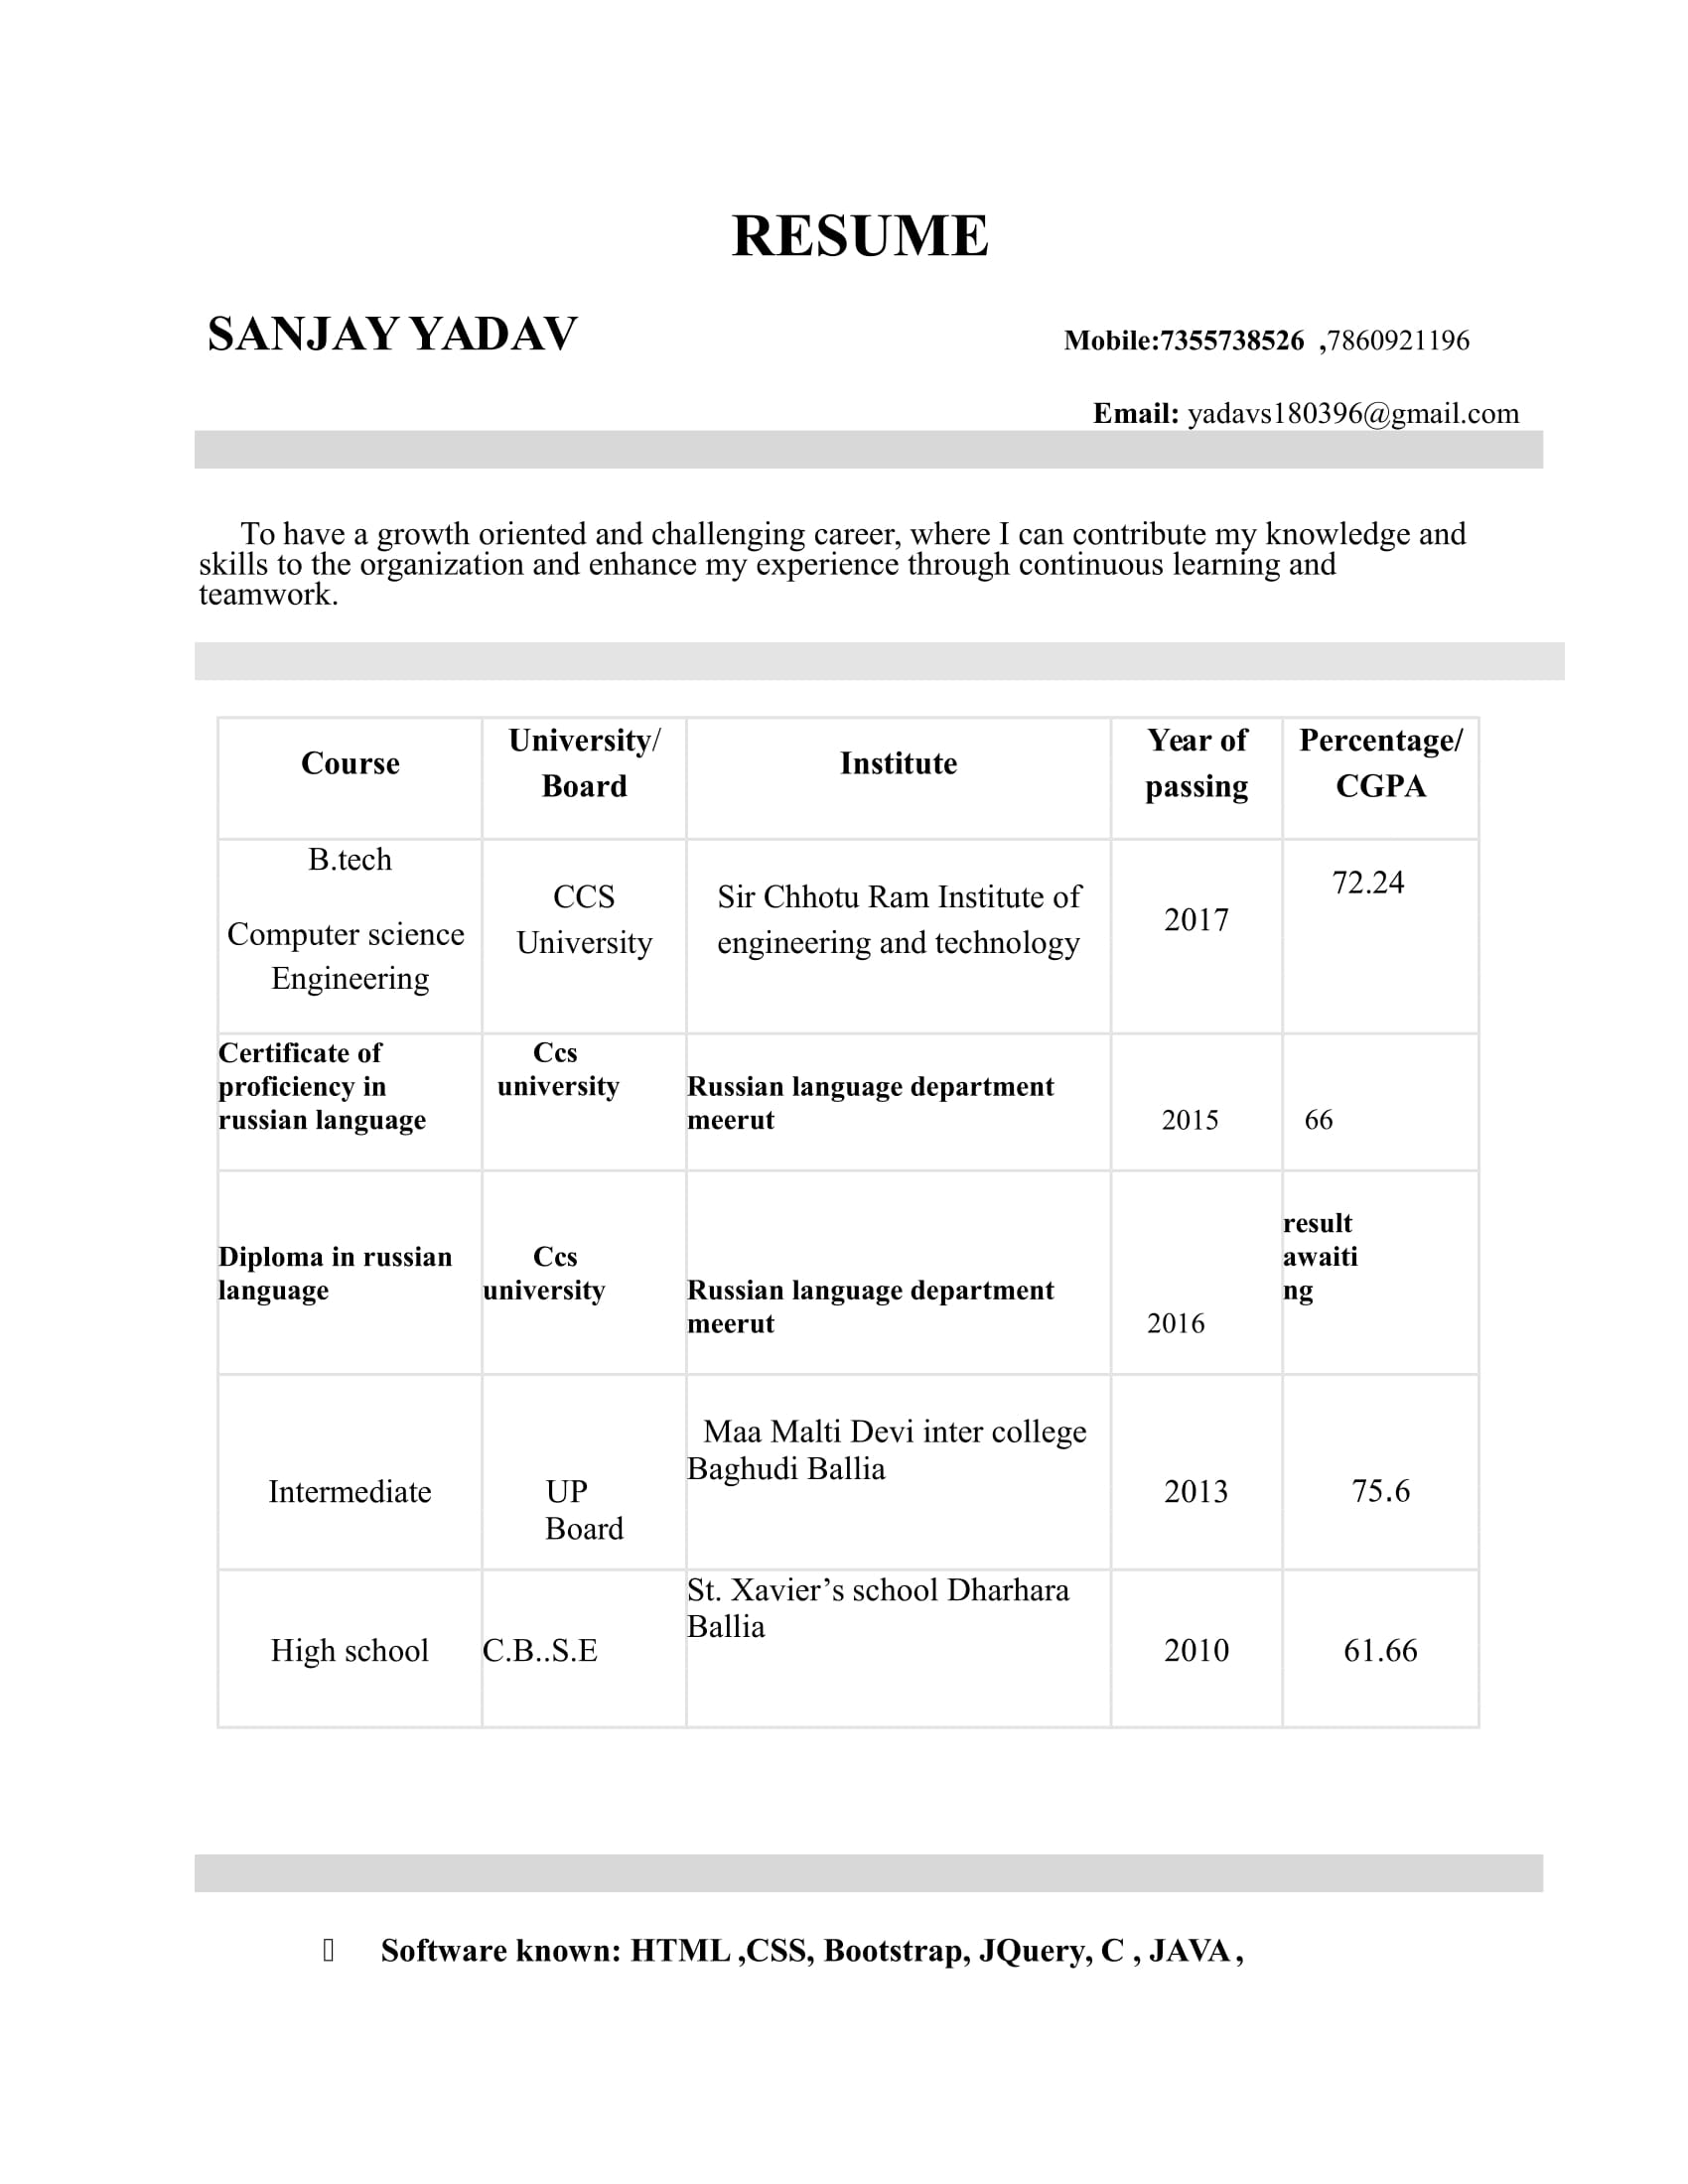 RESUME
SANJAY YADAV Mobile:7355738526 ,7860921196
Email: yadavs180396@gmail.com
To have a growth oriented and challenging career, where I can contribute my knowledge and
skills to the organization and enhance my experience through continuous learning and
teamwork.
Course
University/
Board
Institute
Year of
passing
Percentage/
CGPA
B.tech
Computer science
Engineering
CCS
University
Sir Chhotu Ram Institute of
engineering and technology
2017
72.24
Certificate of
proficiency in
russian language
Ccs
university
Russian language department
meerut
2015
66
Diploma in russian
language
Ccs
university
Russian language department
meerut
2016
result
awaiti
ng
Intermediate
UP
Board
Maa Malti Devi inter college
Baghudi Ballia
2013
75.6
High school
C.B..S.E
St. Xavier’s school Dharhara
Ballia
2010
61.66
Software known: HTML ,CSS, Bootstrap, JQuery, C , JAVA ,